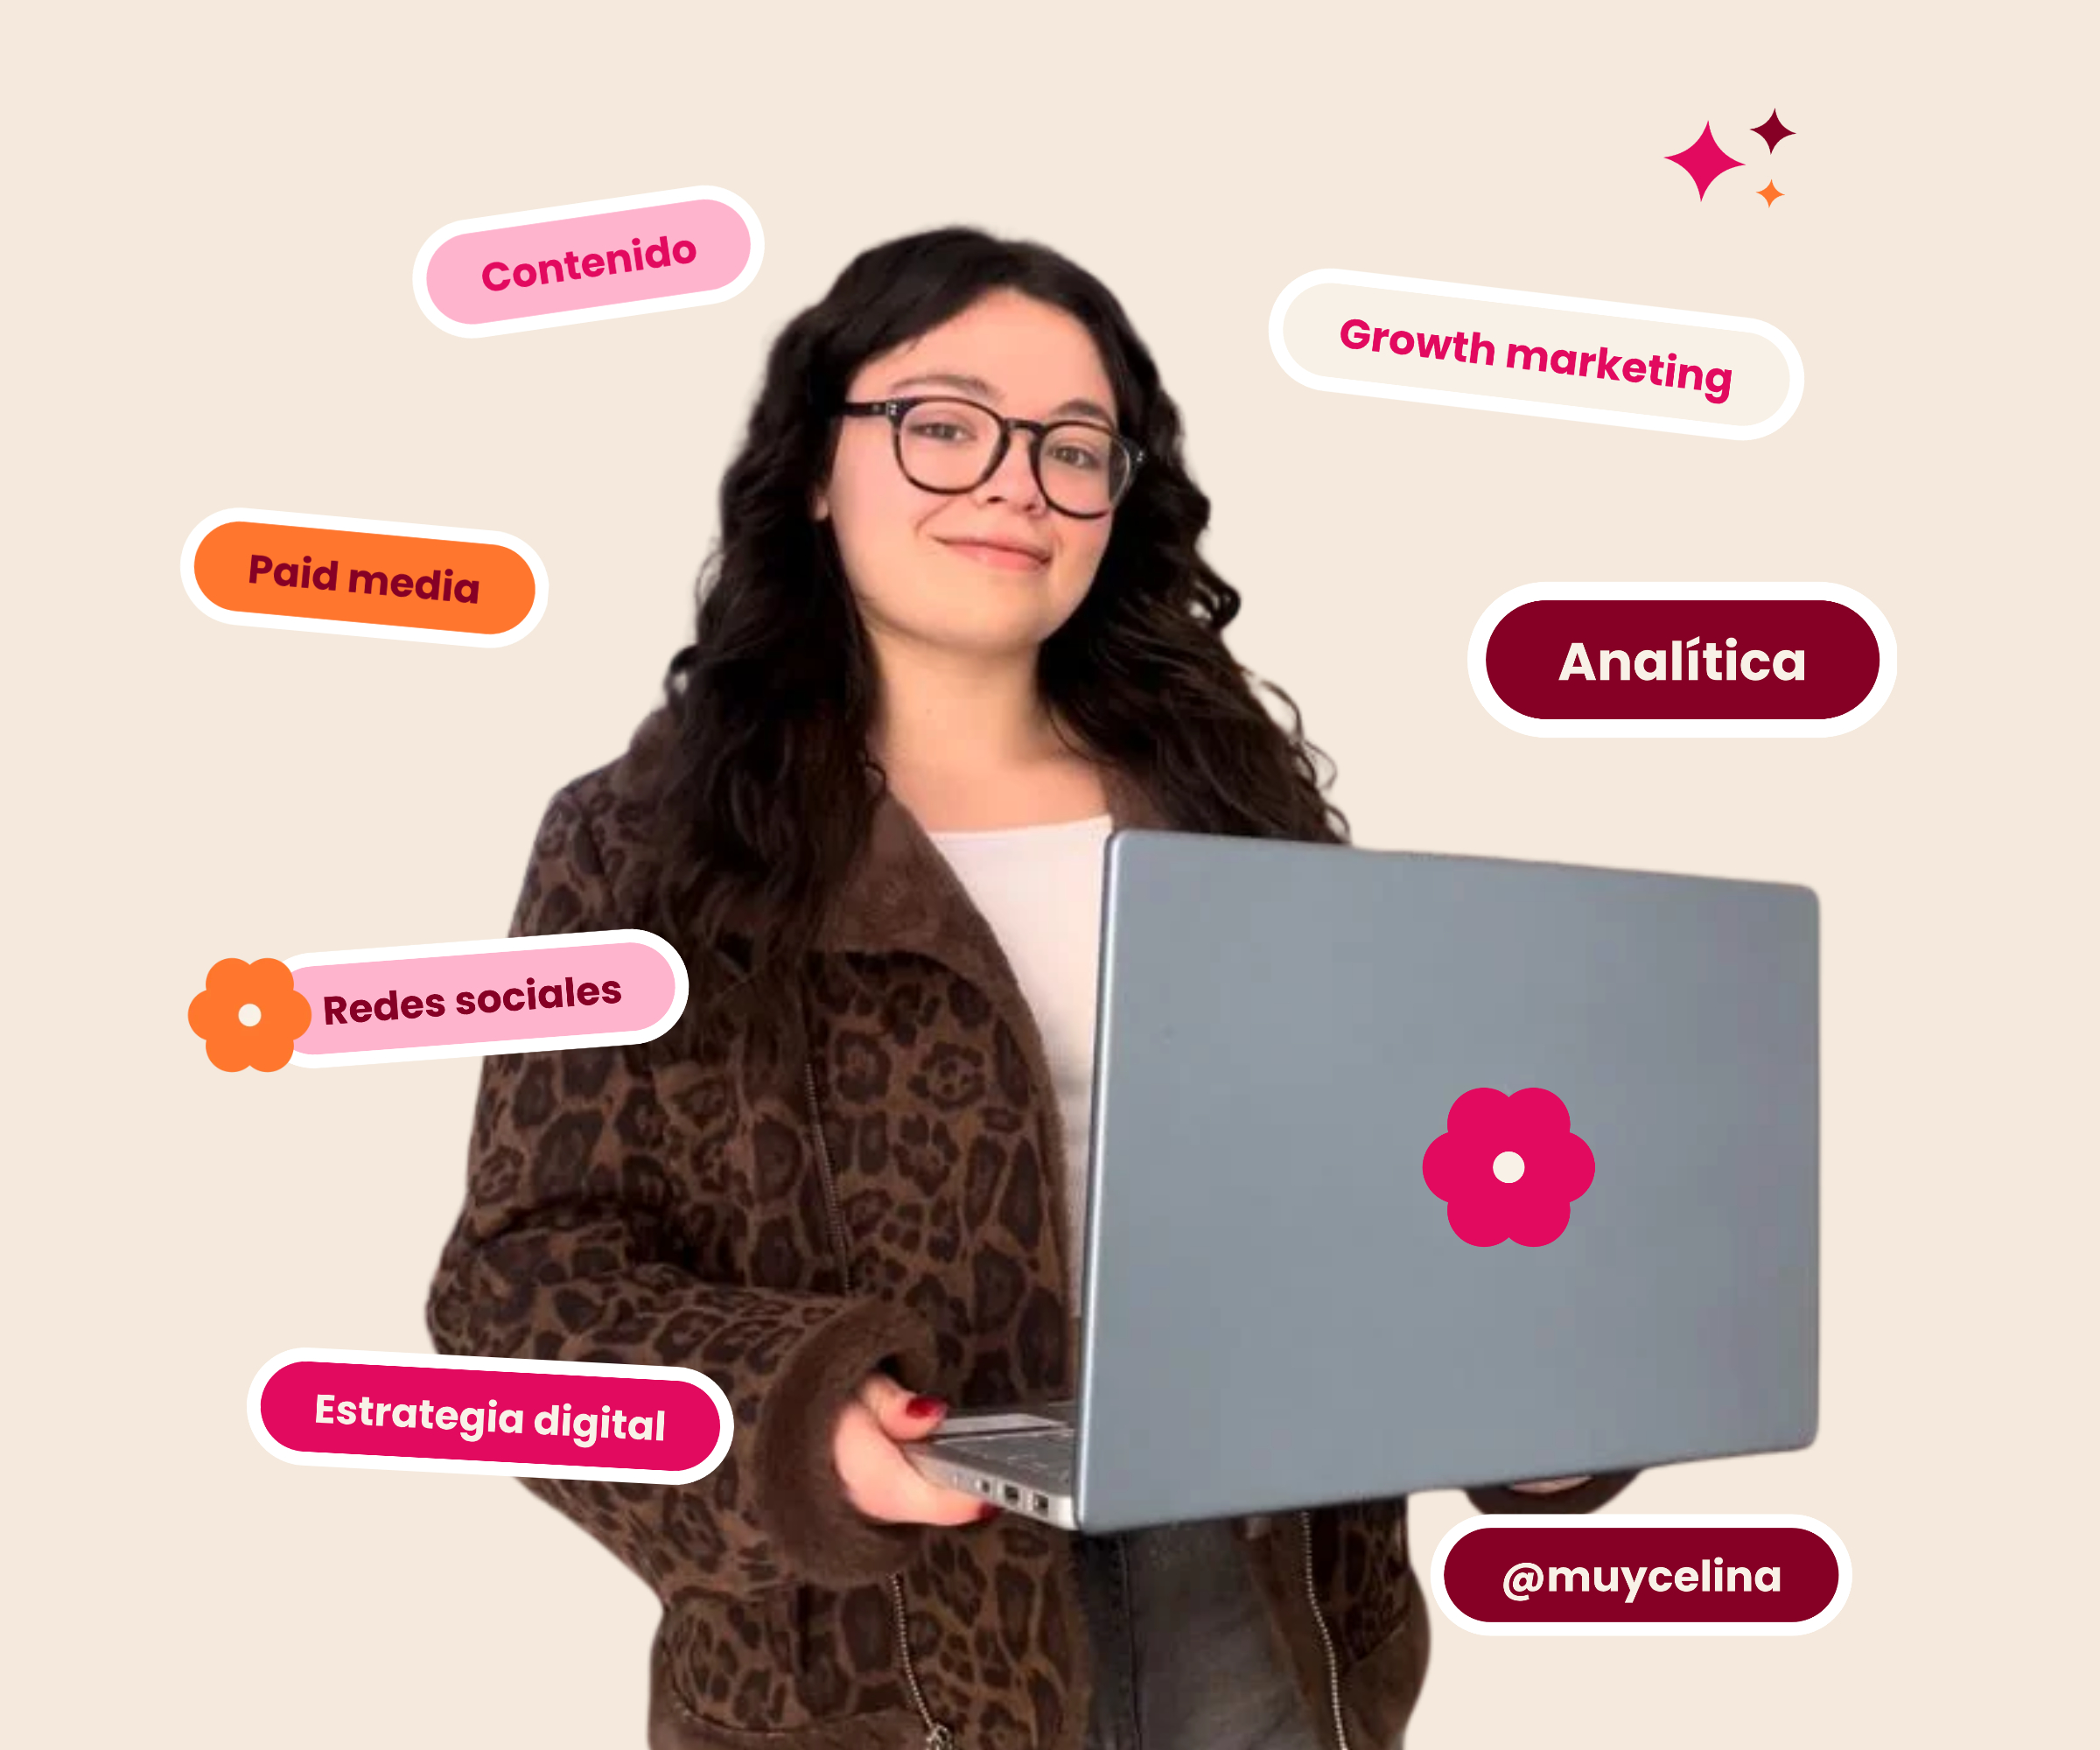 Contenido
Growth marketing
Paid media
Analítica
Redes sociales
Estrategia digital
@muycelina